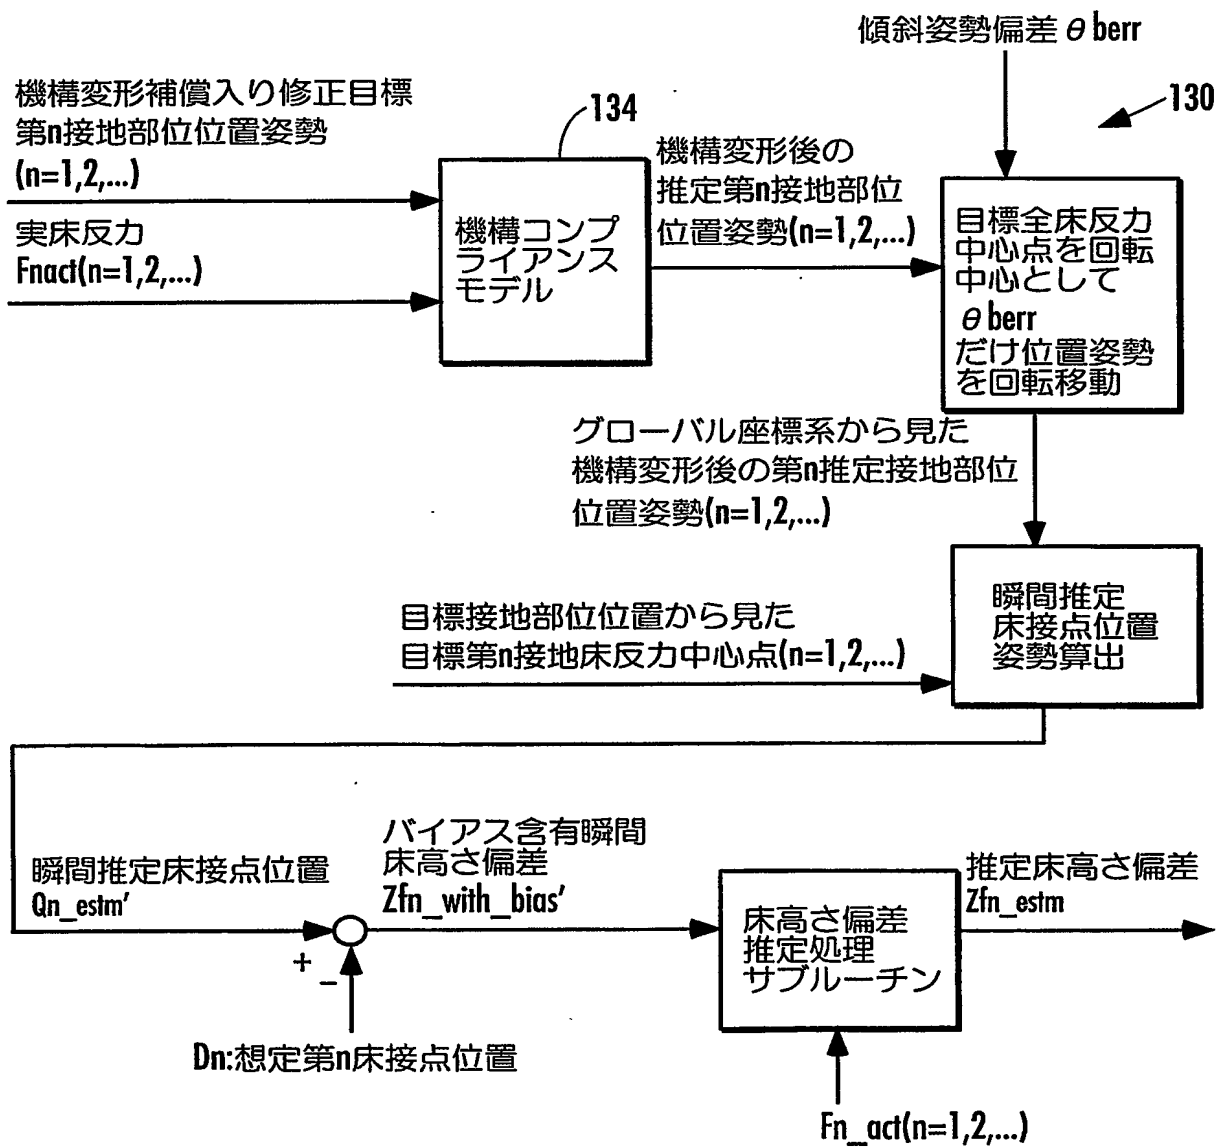 傾斜姿勢偏差θberr
130
機構変形補償入り修正目標
第n接地部位位置姿勢
(n=1,2,...)
実床反力
Fnact(n=1,2,...)
134
機構コンプ
ライアンス
モデル
機構変形後の
推定第n接地部位
位置姿勢(n=1,2,...)
目標全床反力
中心点を回転
中心として
θberr
だけ位置姿勢
を回転移動
グローバル座標系から見た
機構変形後の第n推定接地部位
位置姿勢(n=1,2,...)
目標接地部位位置から見た
目標第n接地床反力中心点(n=1,2,...)
瞬間推定
床接点位置
姿勢算出
瞬間推定床接点位置
Qn_estm'
+
−
Dn:想定第n床接点位置
バイアス含有瞬間
床高さ偏差
Zfn_with_bias'
床高さ偏差
推定処理
サブルーチン
Fn_act(n=1,2,...)
推定床高さ偏差
Zfn_estm